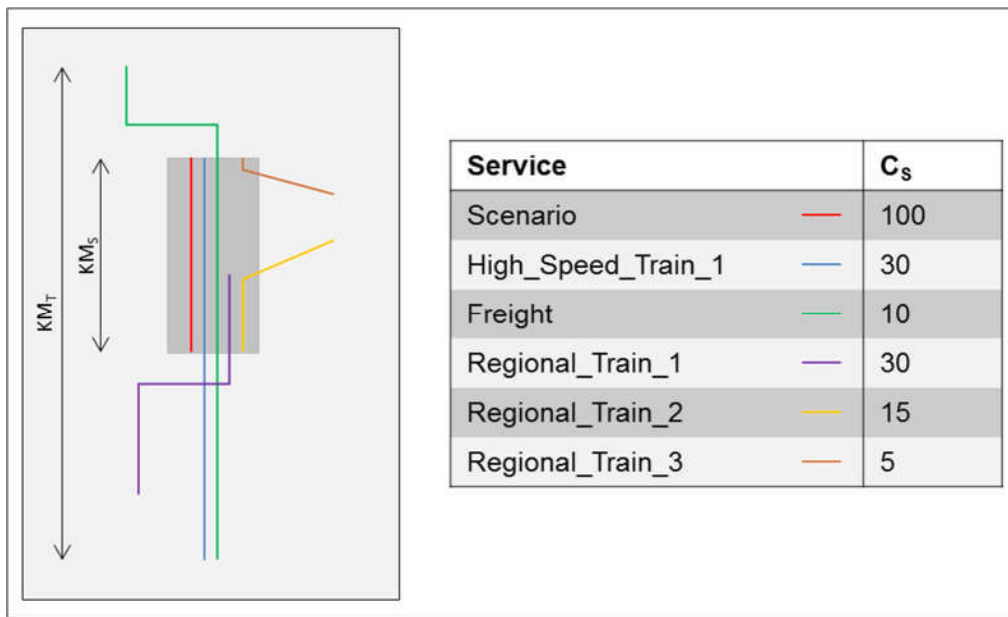 KM_T
KM_S
Service C_S
Scenario 100
High_Speed_Train_1 30
Freight 10
Regional_Train_1 30
Regional_Train_2 15
Regional_Train_3 5